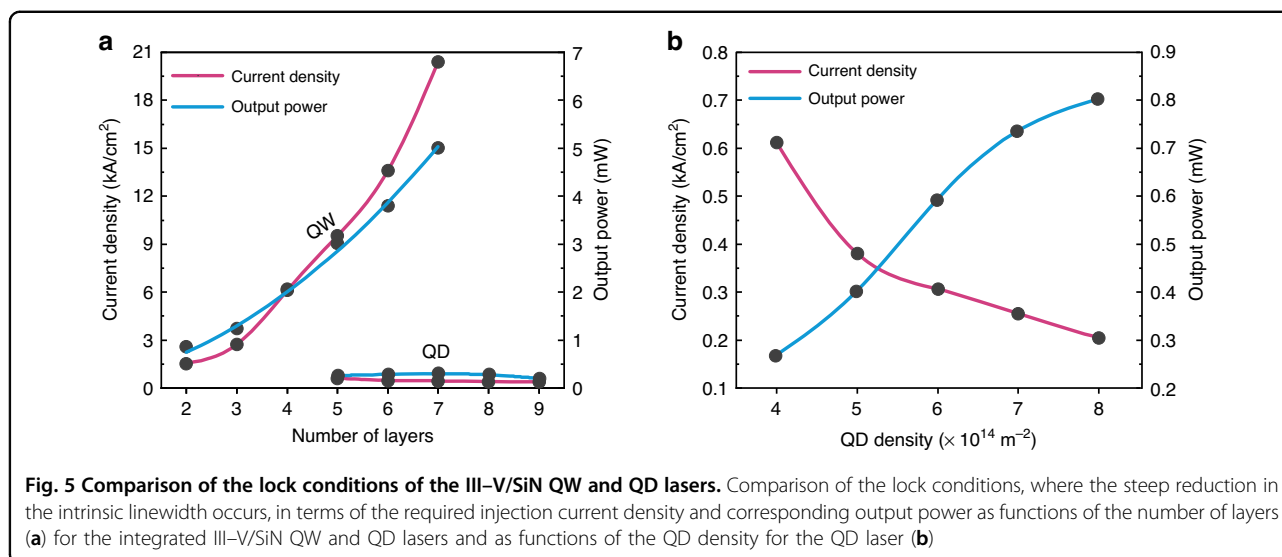 a
21
18
15
12
9
6
3
0
Current density (kA/cm²)
Current density
Output power
QW
QD
7
6
5
4
3
2
1
0
Output power (mW)
2 3 4 5 6 7 8 9
Number of layers
b
0.8
0.7
0.6
0.5
0.4
0.3
0.2
0.1
Current density (kA/cm²)
Current density
Output power
0.9
0.8
0.7
0.6
0.5
0.4
0.3
0.2
Output power (mW)
4 5 6 7 8
QD density (× 10¹⁴ m⁻²)
Fig. 5 Comparison of the lock conditions of the III–V/SiN QW and QD lasers. Comparison of the lock conditions, where the steep reduction in
the intrinsic linewidth occurs, in terms of the required injection current density and corresponding output power as functions of the number of layers
(a) for the integrated III–V/SiN QW and QD lasers and as functions of the QD density for the QD laser (b)